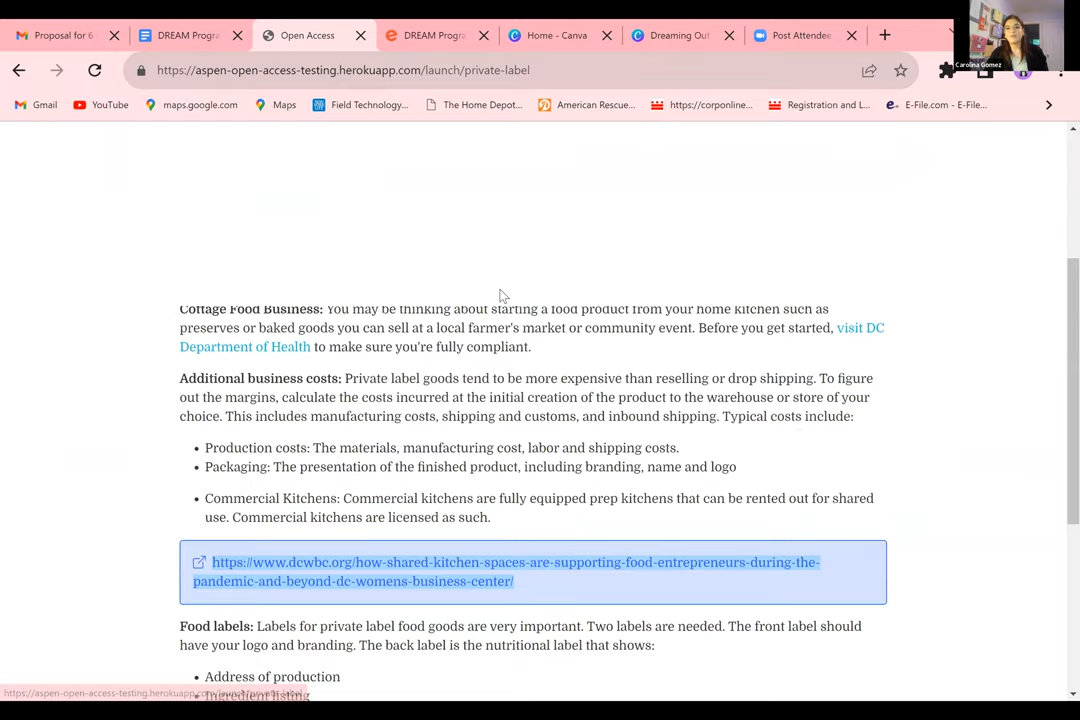 Proposal for 6
DREAM Progra
Open Access
DREAM Progra
Home - Canva
Dreaming Out
Post Attendee
https://aspen-open-access-testing.herokuapp.com/launch/private-label
Carolina Gomez
Gmail
YouTube
maps.google.com
Maps
Field Technology...
The Home Depot...
American Rescue...
https://corponline...
Registration and L...
E-File.com - E-File...
Cottage Food Business: You may be thinking about starting a food product from your home kitchen such as
preserves or baked goods you can sell at a local farmer's market or community event. Before you get started, visit DC
Department of Health to make sure you're fully compliant.
Additional business costs: Private label goods tend to be more expensive than reselling or drop shipping. To figure
out the margins, calculate the costs incurred at the initial creation of the product to the warehouse or store of your
choice. This includes manufacturing costs, shipping and customs, and inbound shipping. Typical costs include:
• Production costs: The materials, manufacturing cost, labor and shipping costs.
• Packaging: The presentation of the finished product, including branding, name and logo
• Commercial Kitchens: Commercial kitchens are fully equipped prep kitchens that can be rented out for shared
use. Commercial kitchens are licensed as such.
https://www.dcwbc.org/how-shared-kitchen-spaces-are-supporting-food-entrepreneurs-during-the-
pandemic-and-beyond-dc-womens-business-center/
Food labels: Labels for private label food goods are very important. Two labels are needed. The front label should
have your logo and branding. The back label is the nutritional label that shows:
• Address of production
• Ingredient listing
https://aspen-open-access-testing.herokuapp.com/launch/private-label